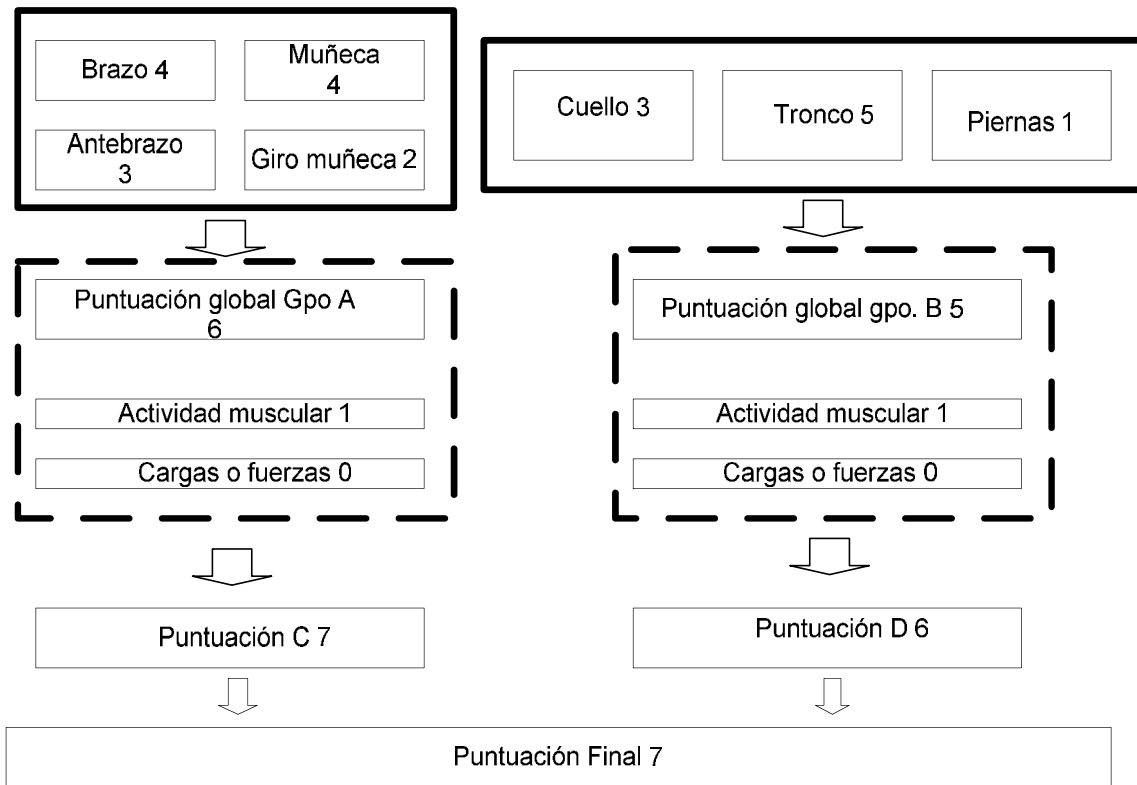 Brazo 4
Muñeca
4
Antebrazo
3
Giro muñeca 2
Cuello 3
Tronco 5
Piernas 1
Puntuación global Gpo A
6
Actividad muscular 1
Cargas o fuerzas 0
Puntuación global gpo. B 5
Actividad muscular 1
Cargas o fuerzas 0
Puntuación C 7
Puntuación D 6
Puntuación Final 7